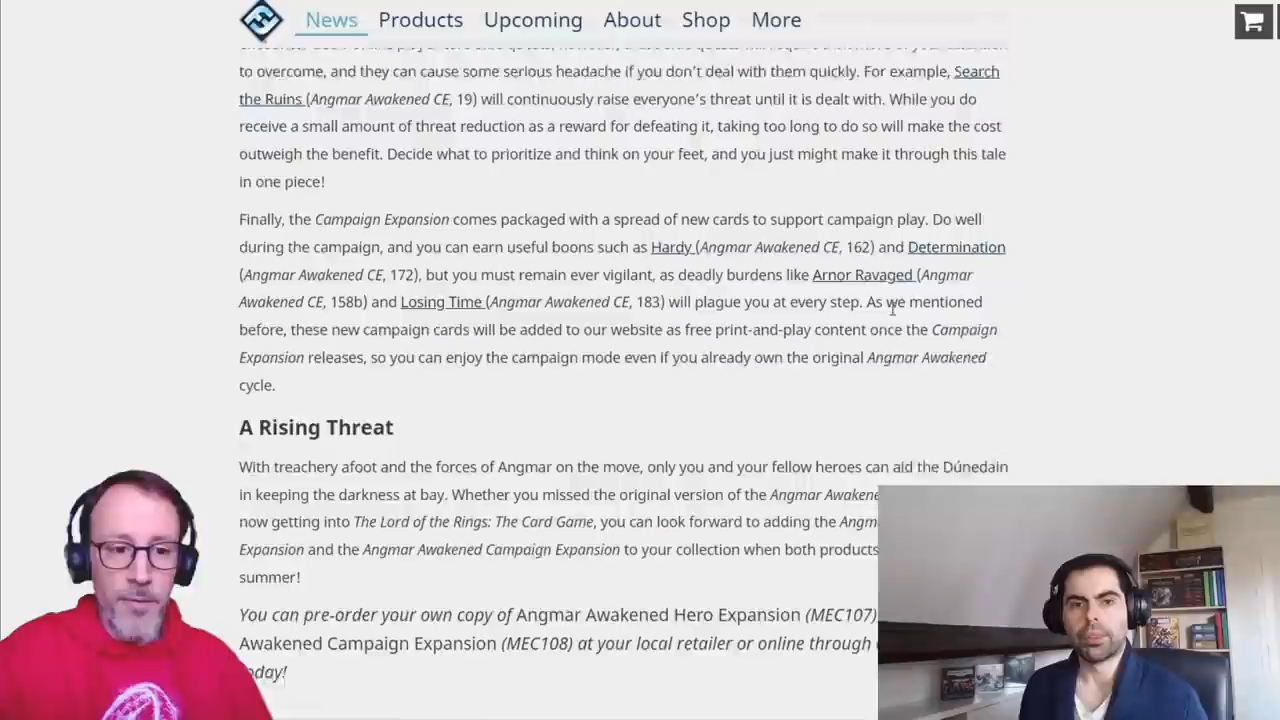 News Products Upcoming About Shop More
to overcome, and they can cause some serious headache if you don't deal with them quickly. For example, Search
the Ruins (Angmar Awakened CE, 19) will continuously raise everyone's threat until it is dealt with. While you do
receive a small amount of threat reduction as a reward for defeating it, taking too long to do so will make the cost
outweigh the benefit. Decide what to prioritize and think on your feet, and you just might make it through this tale
in one piece!
Finally, the Campaign Expansion comes packaged with a spread of new cards to support campaign play. Do well
during the campaign, and you can earn useful boons such as Hardy (Angmar Awakened CE, 162) and Determination
(Angmar Awakened CE, 172), but you must remain ever vigilant, as deadly burdens like Arnor Ravaged (Angmar
Awakened CE, 158b) and Losing Time (Angmar Awakened CE, 183) will plague you at every step. As we mentioned
before, these new campaign cards will be added to our website as free print-and-play content once the Campaign
Expansion releases, so you can enjoy the campaign mode even if you already own the original Angmar Awakened
cycle.
A Rising Threat
With treachery afoot and the forces of Angmar on the move, only you and your fellow heroes can aid the Dúnedain
in keeping the darkness at bay. Whether you missed the original version of the Angmar Awakene
now getting into The Lord of the Rings: The Card Game, you can look forward to adding the Angm
Expansion and the Angmar Awakened Campaign Expansion to your collection when both products
summer!
You can pre-order your own copy of Angmar Awakened Hero Expansion (MEC107)
Awakened Campaign Expansion (MEC108) at your local retailer or online through
oday!